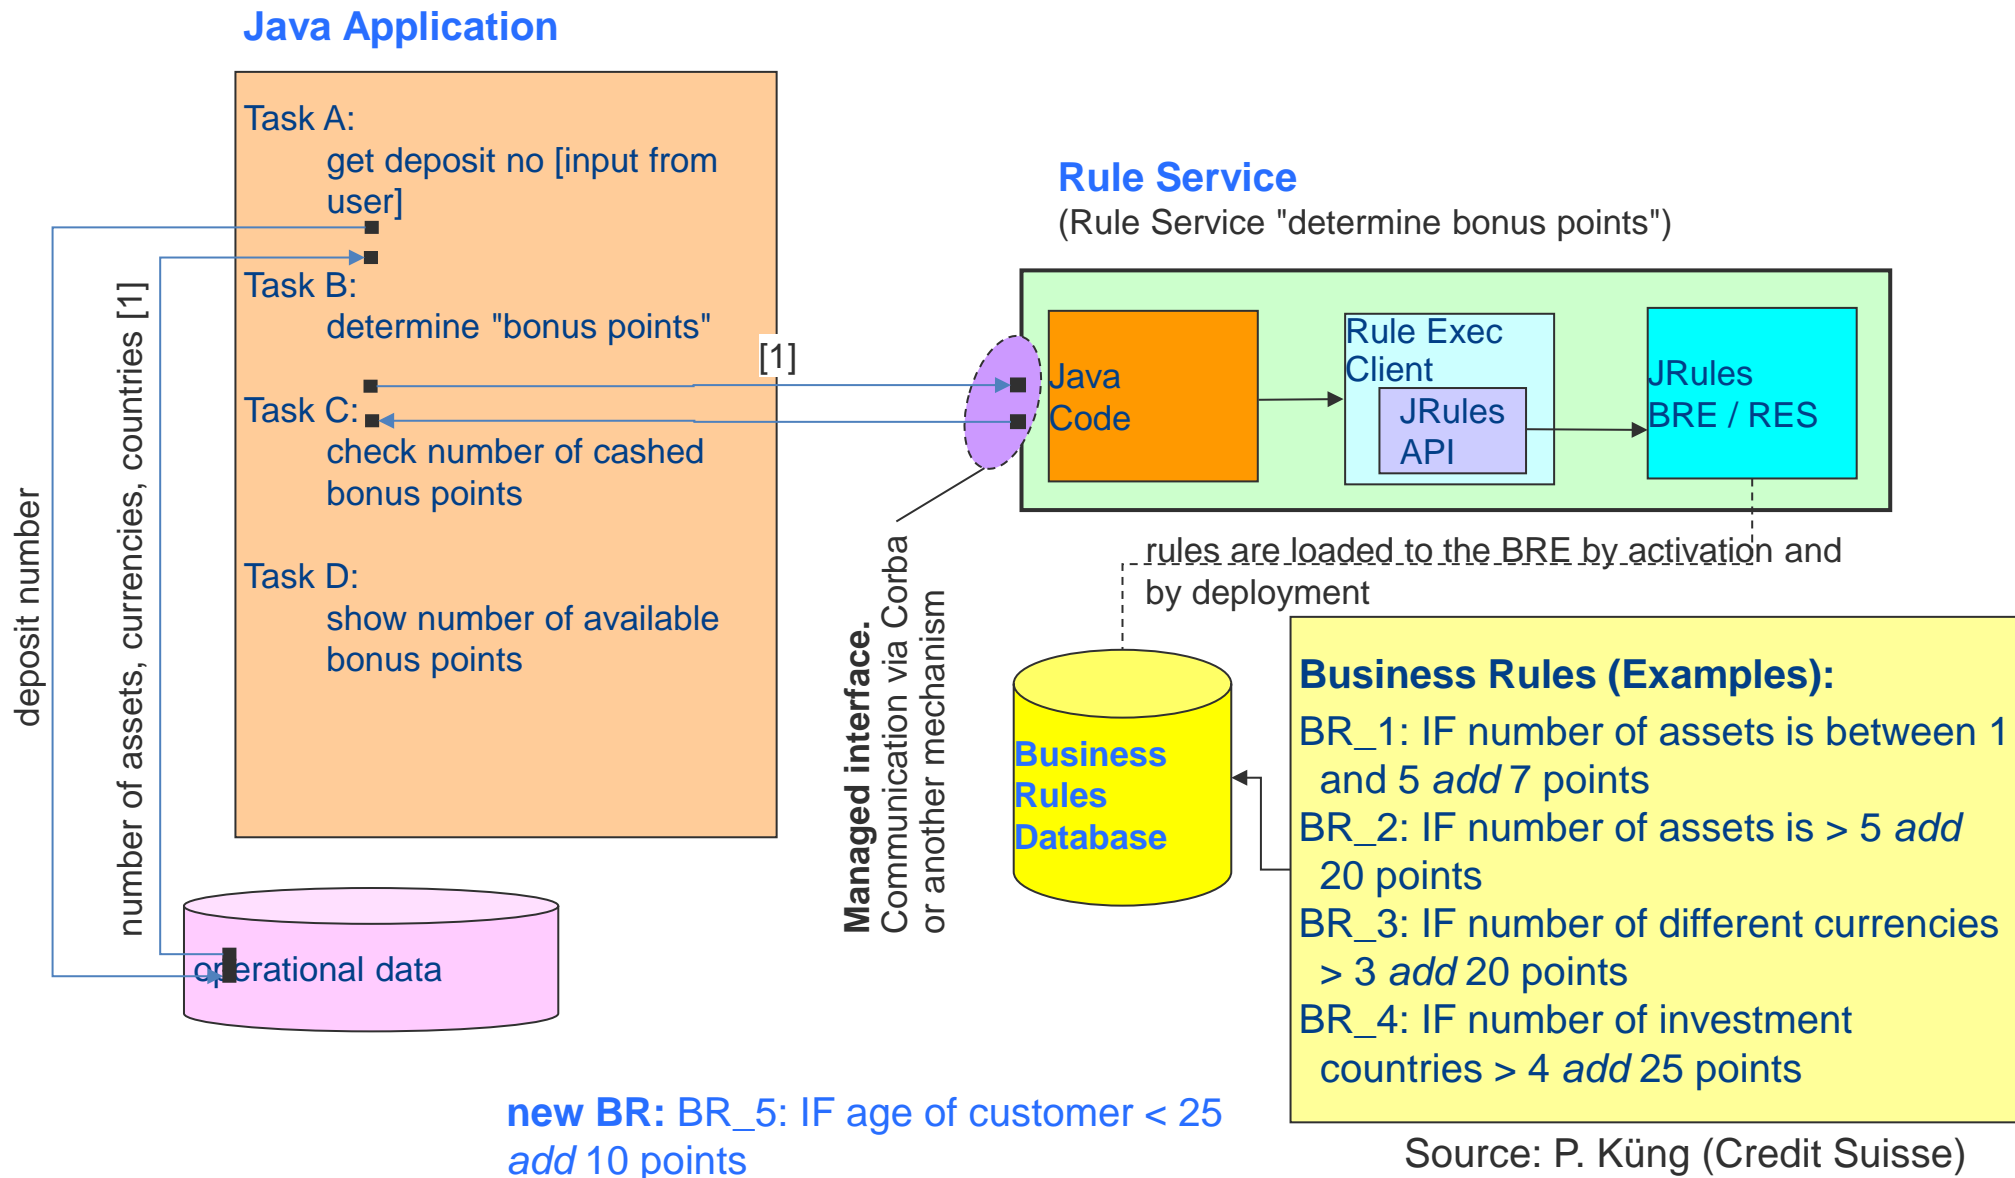 Java Application
Task A:
get deposit no [input from
user]
Task B:
determine "bonus points"
Task C:
check number of cashed
bonus points
Task D:
show number of available
bonus points
deposit number
number of assets, currencies, countries [1]
operational data
[1]
Rule Service
(Rule Service "determine bonus points")
Java
Code
Rule Exec
Client
JRules
API
JRules
BRE / RES
Managed interface.
Communication via Corba
or another mechanism
rules are loaded to the BRE by activation and
by deployment
Business
Rules
Database
Business Rules (Examples):
BR_1: IF number of assets is between 1
and 5 add 7 points
BR_2: IF number of assets is > 5 add
20 points
BR_3: IF number of different currencies
> 3 add 20 points
BR_4: IF number of investment
countries > 4 add 25 points
new BR: BR_5: IF age of customer < 25
add 10 points
Source: P. Küng (Credit Suisse)